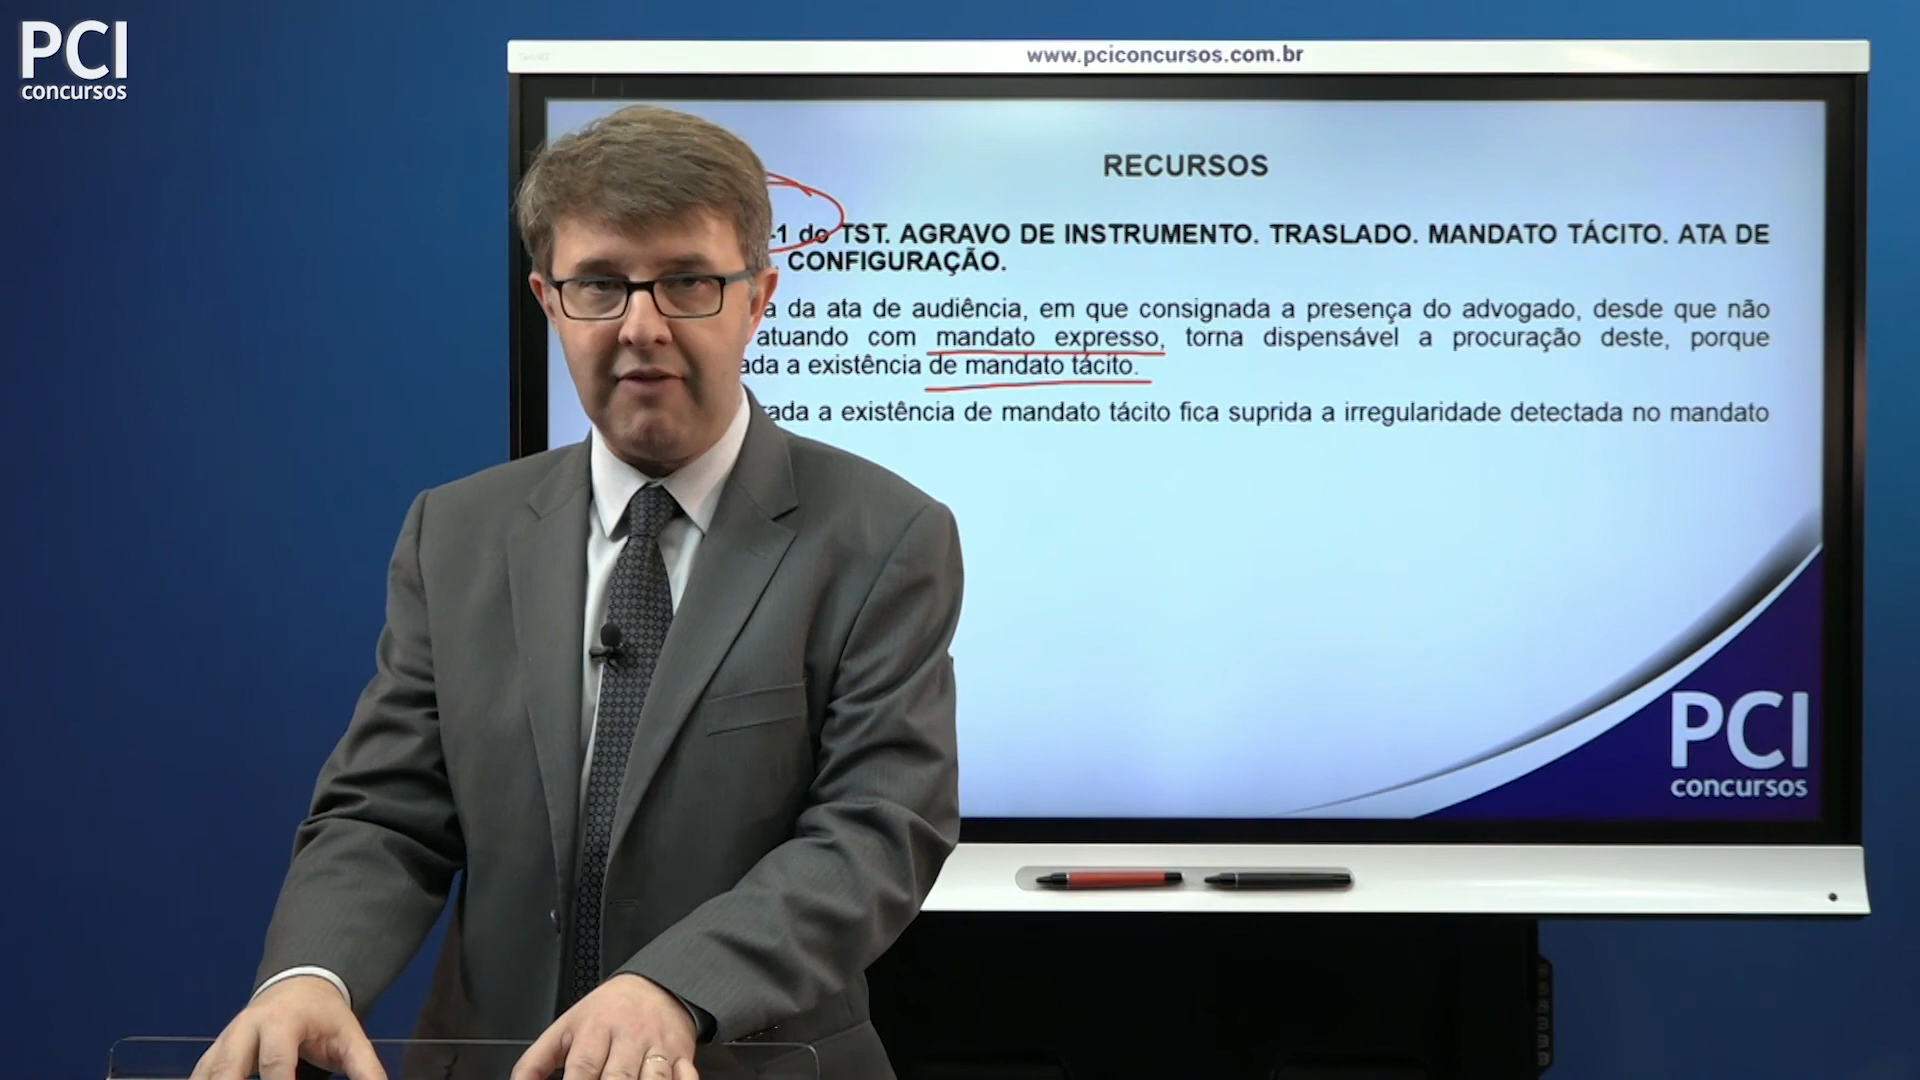 PCI
concursos
www.pciconcursos.com.br
RECURSOS
-1 do TST. AGRAVO DE INSTRUMENTO. TRASLADO. MANDATO TÁCITO. ATA DE
CONFIGURAÇÃO.
a da ata de audiência, em que consignada a presença do advogado, desde que não
atuando com mandato expresso, torna dispensável a procuração deste, porque
ada a existência de mandato tácito.
rada a existência de mandato tácito fica suprida a irregularidade detectada no mandato
PCI
concursos